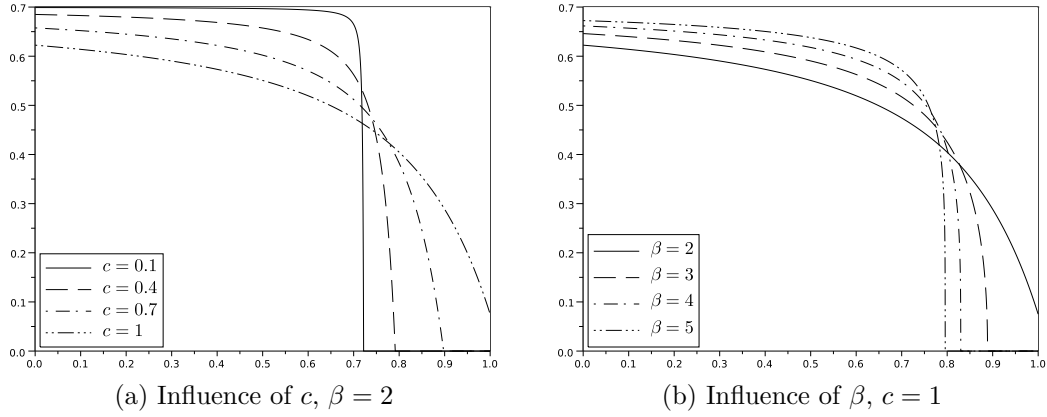 0.7
0.6
0.5
0.4
0.3
0.2
0.1
0.0
c = 0.1
c = 0.4
c = 0.7
c = 1
0.0 0.1 0.2 0.3 0.4 0.5 0.6 0.7 0.8 0.9 1.0
(a) Influence of c, β = 2
0.7
0.6
0.5
0.4
0.3
0.2
0.1
0.0
β = 2
β = 3
β = 4
β = 5
0.0 0.1 0.2 0.3 0.4 0.5 0.6 0.7 0.8 0.9 1.0
(b) Influence of β, c = 1